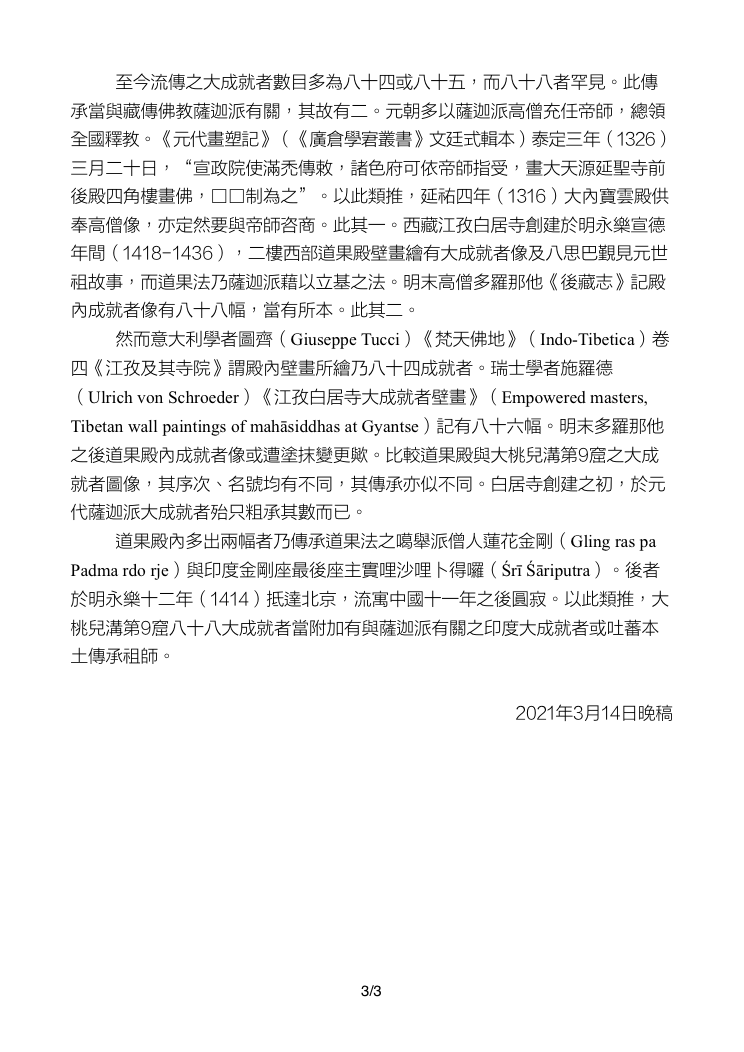 至今流傳之大成就者數目多為八十四或八十五，而八十八者罕見。此傳
承當與藏傳佛教薩迦派有關，其故有二。元朝多以薩迦派高僧充任帝師，總領
全國釋教。《元代畫塑記》（《廣倉學宭叢書》文廷式輯本）泰定三年（1326）
三月二十日，“宣政院使滿禿傳敕，諸色府可依帝師指受，畫大天源延聖寺前
後殿四角樓畫佛，□□制為之”。以此類推，延祐四年（1316）大內寶雲殿供
奉高僧像，亦定然要與帝師咨商。此其一。西藏江孜白居寺創建於明永樂宣德
年間（1418-1436），二樓西部道果殿壁畫繪有大成就者像及八思巴覲見元世
祖故事，而道果法乃薩迦派藉以立基之法。明末高僧多羅那他《後藏志》記殿
內成就者像有八十八幅，當有所本。此其二。
然而意大利學者圖齊（Giuseppe Tucci）《梵天佛地》（Indo-Tibetica）卷
四《江孜及其寺院》謂殿內壁畫所繪乃八十四成就者。瑞士學者施羅德
（Ulrich von Schroeder）《江孜白居寺大成就者壁畫》（Empowered masters,
Tibetan wall paintings of mahāsiddhas at Gyantse）記有八十六幅。明末多羅那他
之後道果殿內成就者像或遭塗抹變更歟。比較道果殿與大桃兒溝第9窟之大成
就者圖像，其序次、名號均有不同，其傳承亦似不同。白居寺創建之初，於元
代薩迦派大成就者殆只粗承其數而已。
道果殿內多出兩幅者乃傳承道果法之噶舉派僧人蓮花金剛（Gling ras pa
Padma rdo rje）與印度金剛座最後座主實哩沙哩卜得囉（Śrī Śāriputra）。後者
於明永樂十二年（1414）抵達北京，流寓中國十一年之後圓寂。以此類推，大
桃兒溝第9窟八十八大成就者當附加有與薩迦派有關之印度大成就者或吐蕃本
土傳承祖師。
2021年3月14日晚稿
3/3